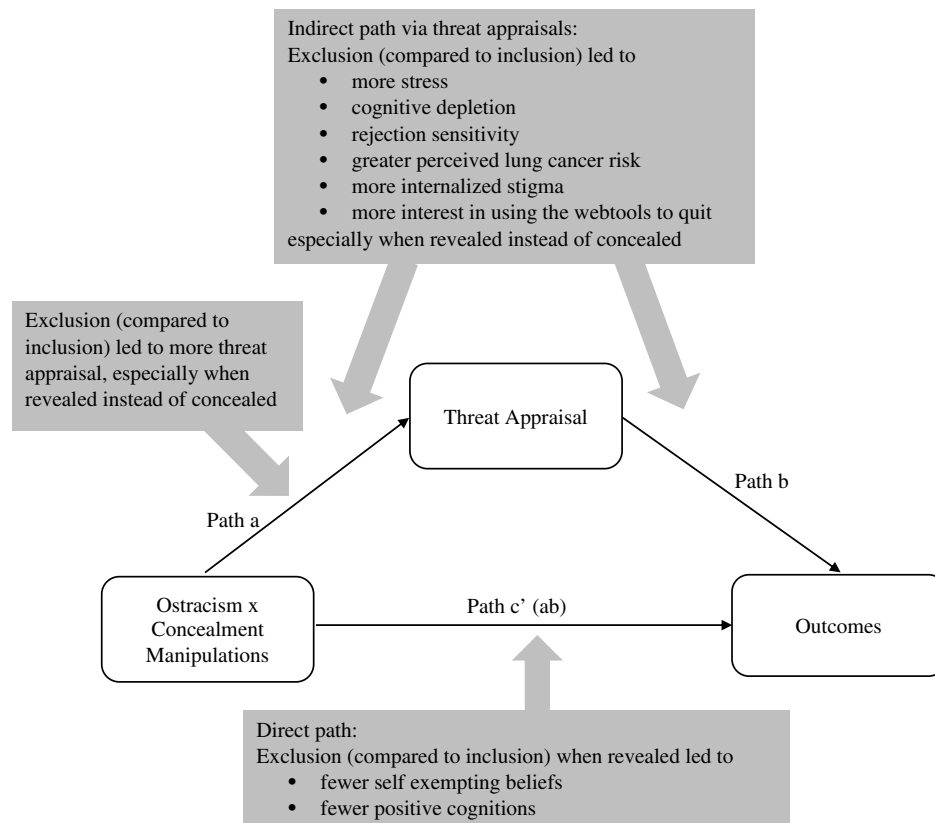 Indirect path via threat appraisals:
Exclusion (compared to inclusion) led to
• more stress
• cognitive depletion
• rejection sensitivity
• greater perceived lung cancer risk
• more internalized stigma
• more interest in using the webtools to quit
especially when revealed instead of concealed
Exclusion (compared to
inclusion) led to more threat
appraisal, especially when
revealed instead of concealed
Threat Appraisal
Path a
Path b
Ostracism x
Concealment
Manipulations
Path c’ (ab)
Outcomes
Direct path:
Exclusion (compared to inclusion) when revealed led to
• fewer self exempting beliefs
• fewer positive cognitions